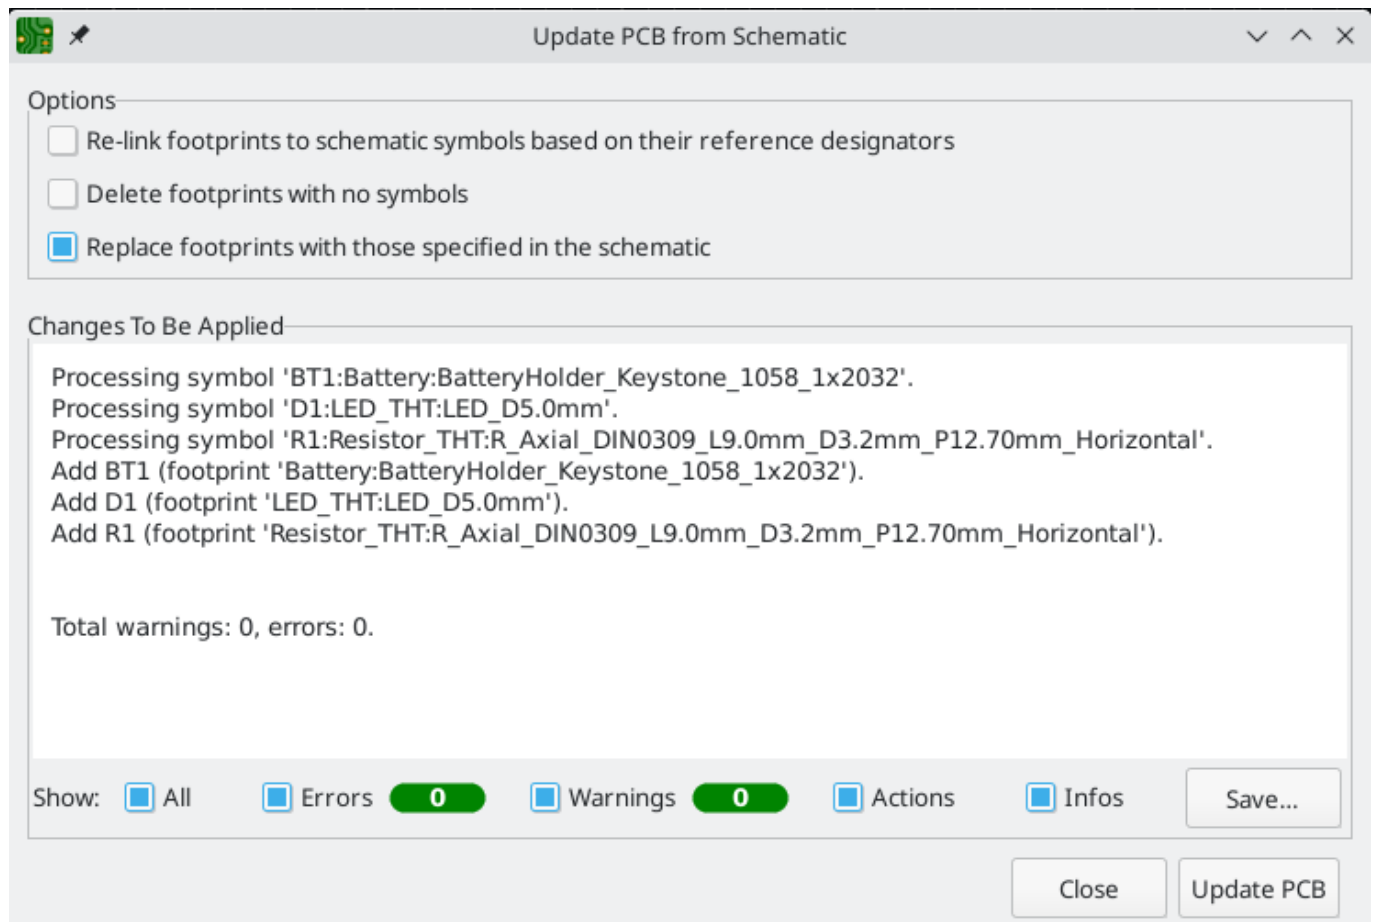 Update PCB from Schematic
Options
Re-link footprints to schematic symbols based on their reference designators
Delete footprints with no symbols
Replace footprints with those specified in the schematic
Changes To Be Applied
Processing symbol 'BT1:Battery:BatteryHolder_Keystone_1058_1x2032'.
Processing symbol 'D1:LED_THT:LED_D5.0mm'.
Processing symbol 'R1:Resistor_THT:R_Axial_DIN0309_L9.0mm_D3.2mm_P12.70mm_Horizontal'.
Add BT1 (footprint 'Battery:BatteryHolder_Keystone_1058_1x2032').
Add D1 (footprint 'LED_THT:LED_D5.0mm').
Add R1 (footprint 'Resistor_THT:R_Axial_DIN0309_L9.0mm_D3.2mm_P12.70mm_Horizontal').
Total warnings: 0, errors: 0.
Show: All Errors 0 Warnings 0 Actions Infos Save...
Close Update PCB